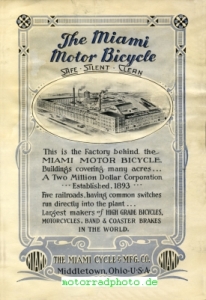 The Miami
Motor Bicycle
SAFE · SILENT · CLEAN
This is the Factory behind the
MIAMI MOTOR BICYCLE.
Buildings covering many acres...
A Two Million Dollar Corporation
··· Established. 1893 ···
Five railroads, having common switches
run directly into the plant...
Largest makers of HIGH GRADE BICYCLES,
MOTORCYCLES, BAND & COASTER BRAKES
IN THE WORLD.
THE MIAMI CYCLE & MFG. CO.
Middletown, Ohio·U·S·A
MIAMI
MIAMI
motorradphoto.de